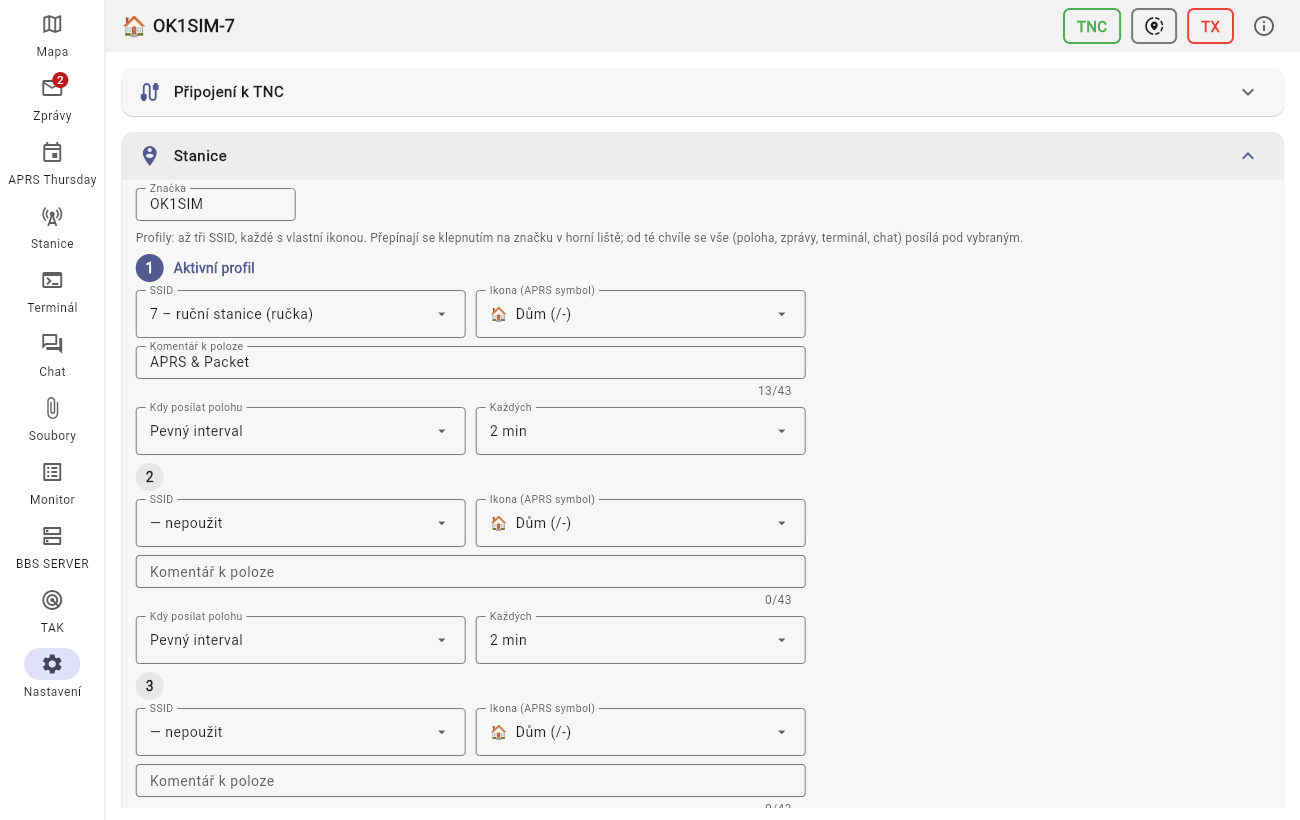 OK1SIM-7
TNC
TX
Mapa
2
Zprávy
APRS Thursday
Stanice
Terminál
Chat
Soubory
Monitor
BBS SERVER
TAK
Nastavení
Připojení k TNC
Stanice
Značka
OK1SIM
Profily: až tři SSID, každé s vlastní ikonou. Přepínají se klepnutím na značku v horní liště; od té chvíle se vše (poloha, zprávy, terminál, chat) posílá pod vybraným.
1 Aktivní profil
SSID
7 – ruční stanice (ručka)
Ikona (APRS symbol)
Dům (/-)
Komentář k poloze
APRS & Packet
13/43
Kdy posílat polohu
Pevný interval
Každých
2 min
2
SSID
— nepoužit
Ikona (APRS symbol)
Dům (/-)
Komentář k poloze
0/43
Kdy posílat polohu
Pevný interval
Každých
2 min
3
SSID
— nepoužit
Ikona (APRS symbol)
Dům (/-)
Komentář k poloze
0/43